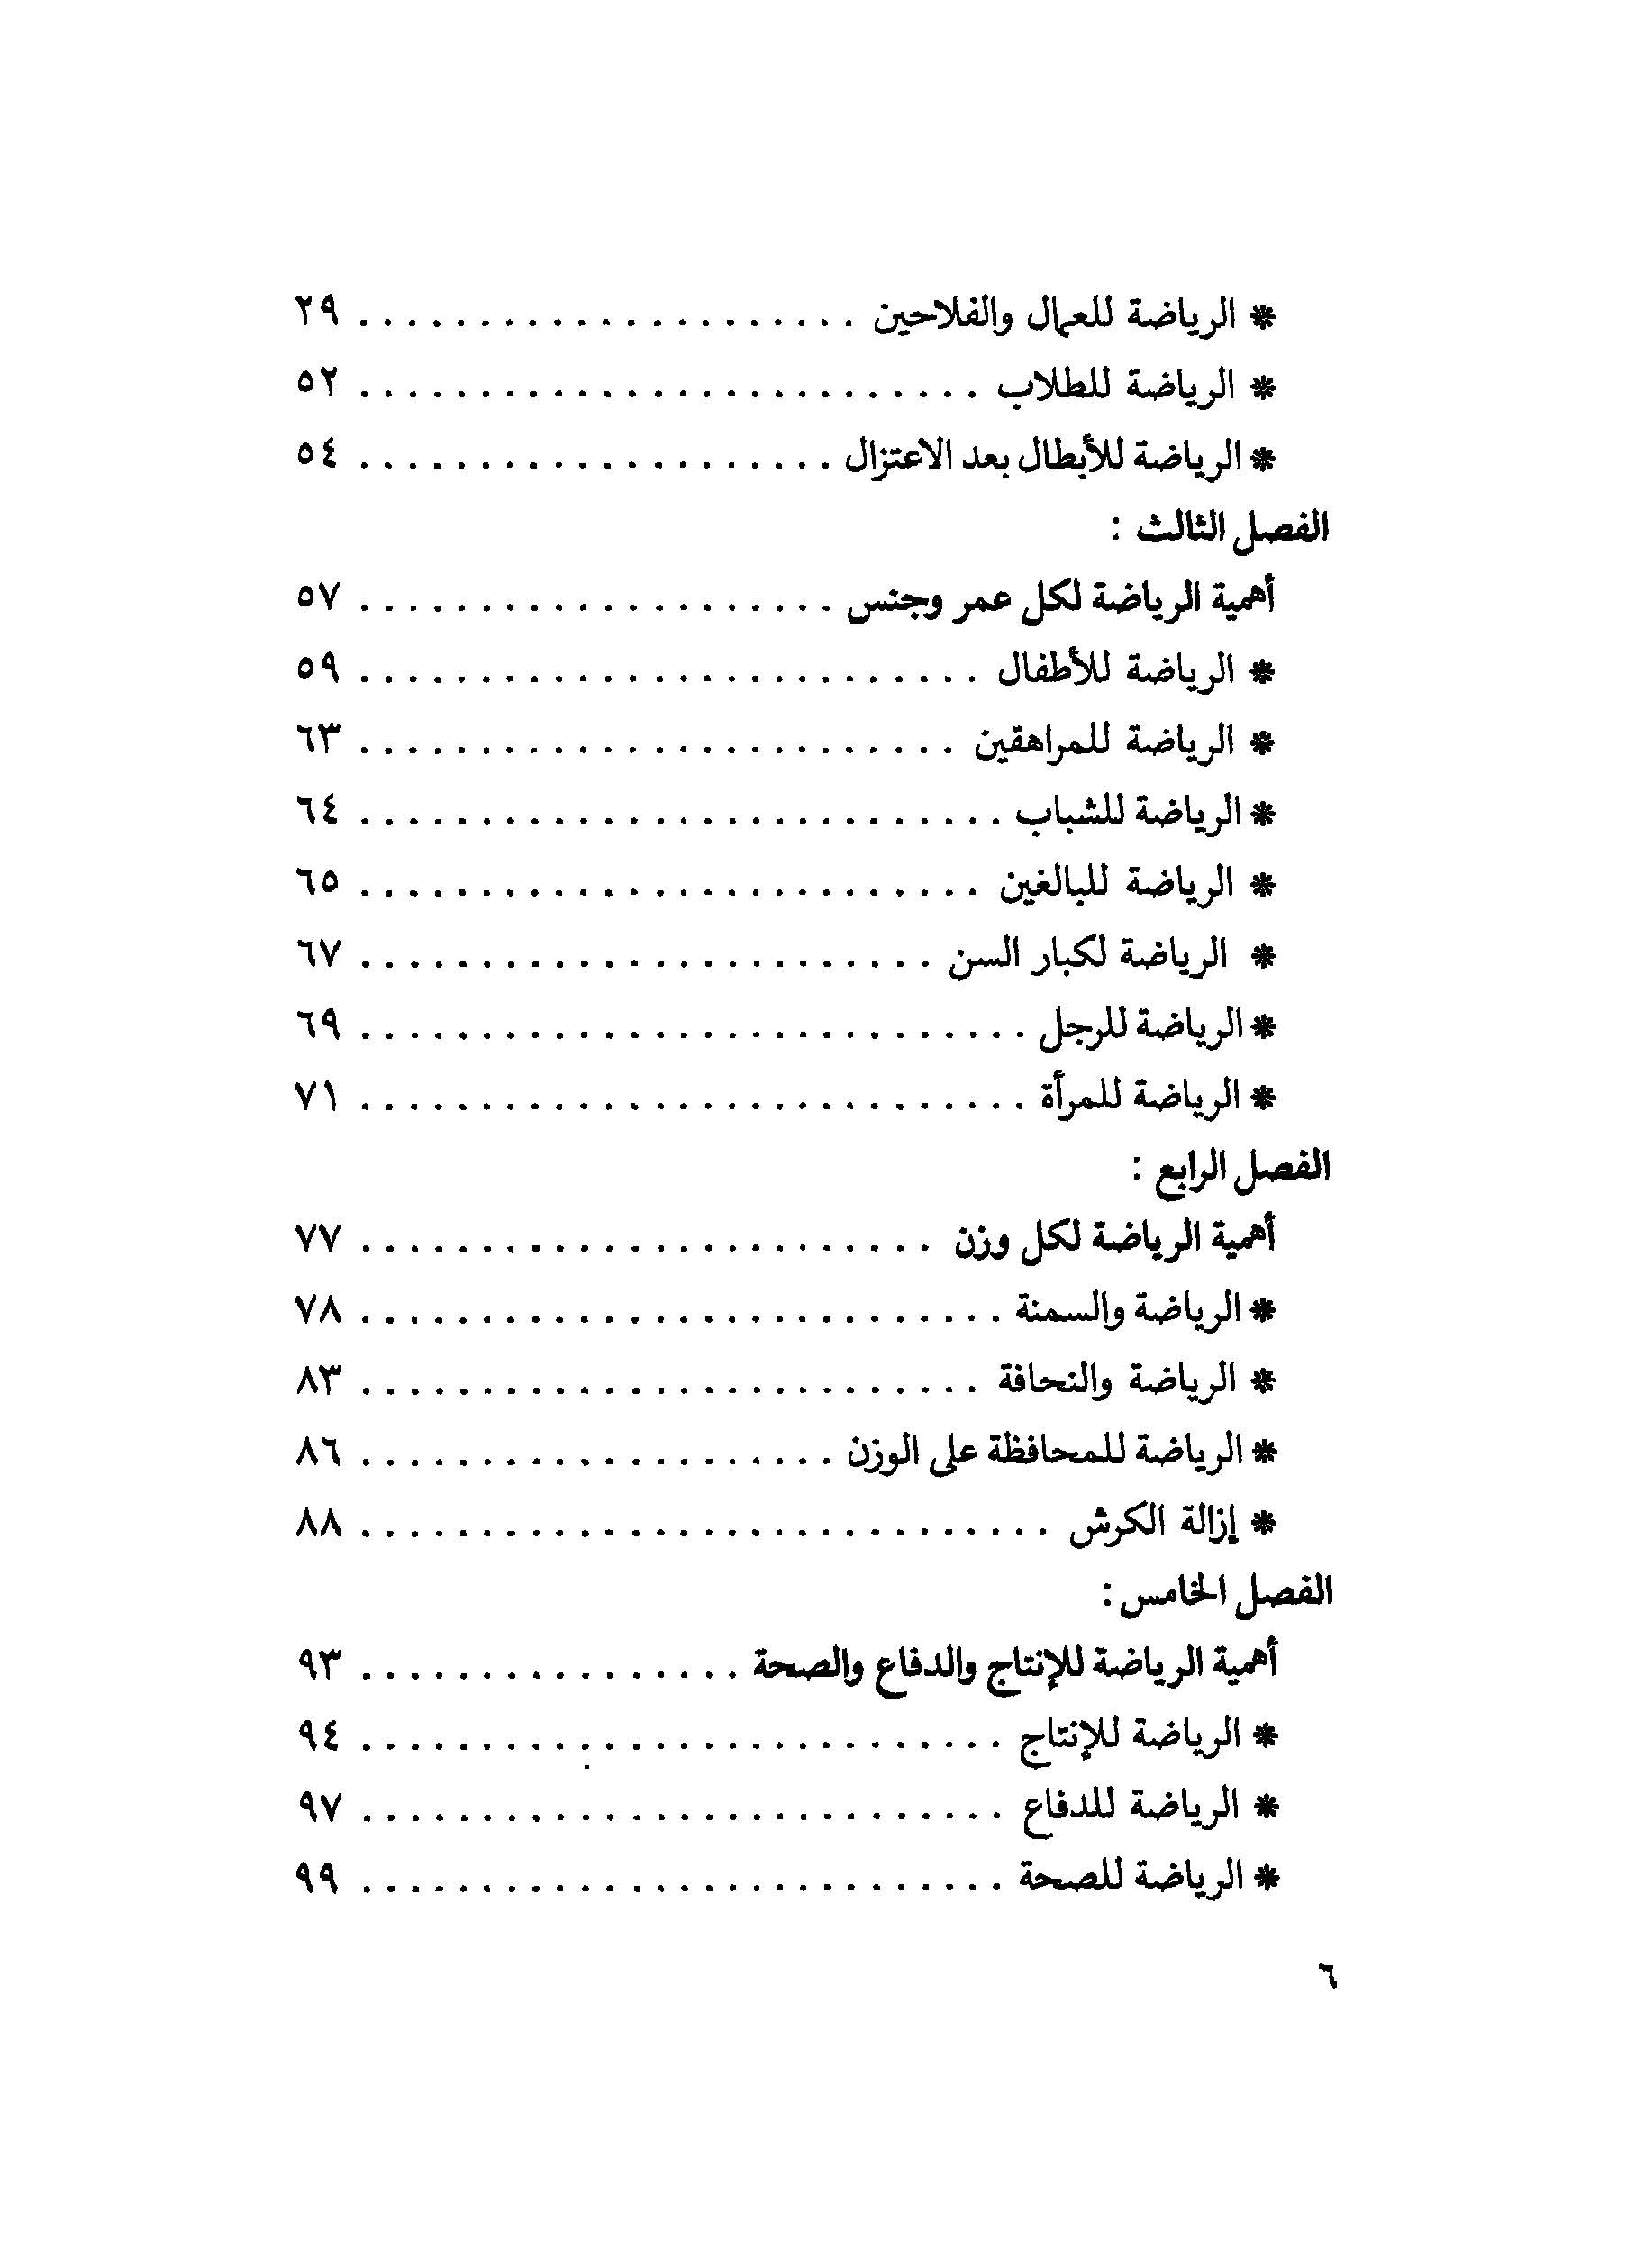 * الرياضة للعمال والفلاحين . . . . . . . . . . . . . . . . . . . . . ٢٩
* الرياضة للطلاب . . . . . . . . . . . . . . . . . . . . . . . . . . ٥٢
* الرياضة للأبطال بعد الاعتزال . . . . . . . . . . . . . . . . . . . . ٥٤
الفصل الثالث :
أهمية الرياضة لكل عمر وجنس . . . . . . . . . . . . . . . . . . . . ٥٧
* الرياضة للأطفال . . . . . . . . . . . . . . . . . . . . . . . . . . ٥٩
* الرياضة للمراهقين . . . . . . . . . . . . . . . . . . . . . . . . . ٦٣
* الرياضة للشباب . . . . . . . . . . . . . . . . . . . . . . . . . . . ٦٤
* الرياضة للبالغين . . . . . . . . . . . . . . . . . . . . . . . . . . ٦٥
* الرياضة لكبار السن . . . . . . . . . . . . . . . . . . . . . . . . ٦٧
* الرياضة للرجل . . . . . . . . . . . . . . . . . . . . . . . . . . . . ٦٩
* الرياضة للمرأة . . . . . . . . . . . . . . . . . . . . . . . . . . . . ٧١
الفصل الرابع :
أهمية الرياضة لكل وزن . . . . . . . . . . . . . . . . . . . . . . . . ٧٧
* الرياضة والسمنة . . . . . . . . . . . . . . . . . . . . . . . . . . . ٧٨
* الرياضة والنحافة . . . . . . . . . . . . . . . . . . . . . . . . . . ٨٣
* الرياضة للمحافظة على الوزن . . . . . . . . . . . . . . . . . . . . ٨٦
* إزالة الكرش . . . . . . . . . . . . . . . . . . . . . . . . . . . . . ٨٨
الفصل الخامس :
أهمية الرياضة للإنتاج والدفاع والصحة . . . . . . . . . . . . . . . . ٩٣
* الرياضة للإنتاج . . . . . . . . . . . . . . . . . . . . . . . . . . . ٩٤
* الرياضة للدفاع . . . . . . . . . . . . . . . . . . . . . . . . . . . ٩٧
* الرياضة للصحة . . . . . . . . . . . . . . . . . . . . . . . . . . . ٩٩
٦